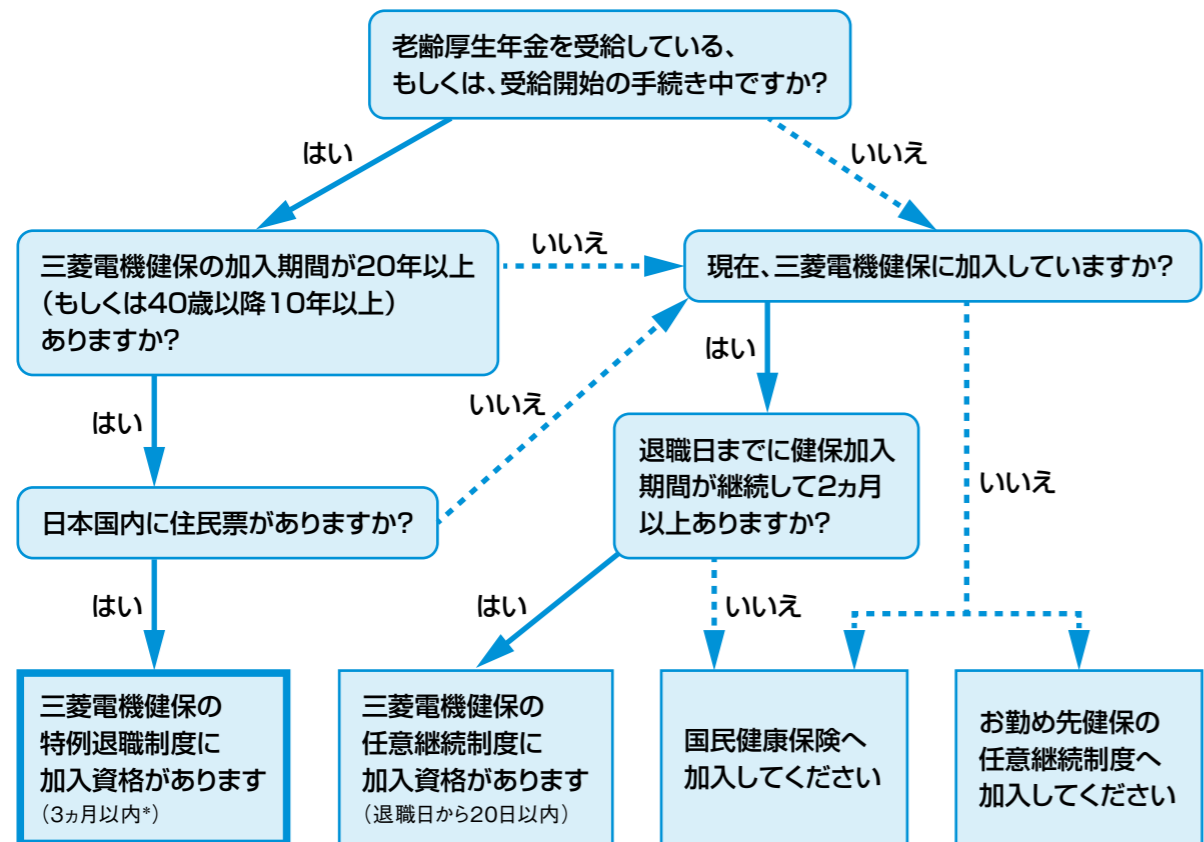 老齢厚生年金を受給している、
もしくは、受給開始の手続き中ですか?
はい
いいえ
三菱電機健保の加入期間が20年以上
(もしくは40歳以降10年以上)
ありますか?
いいえ
現在、三菱電機健保に加入していますか?
はい
いいえ
はい
日本国内に住民票がありますか?
退職日までに健保加入
期間が継続して2ヵ月
以上ありますか?
いいえ
はい
はい
いいえ
三菱電機健保の
特例退職制度に
加入資格があります
(3ヵ月以内*)
三菱電機健保の
任意継続制度に
加入資格があります
(退職日から20日以内)
国民健康保険へ
加入してください
お勤め先健保の
任意継続制度へ
加入してください